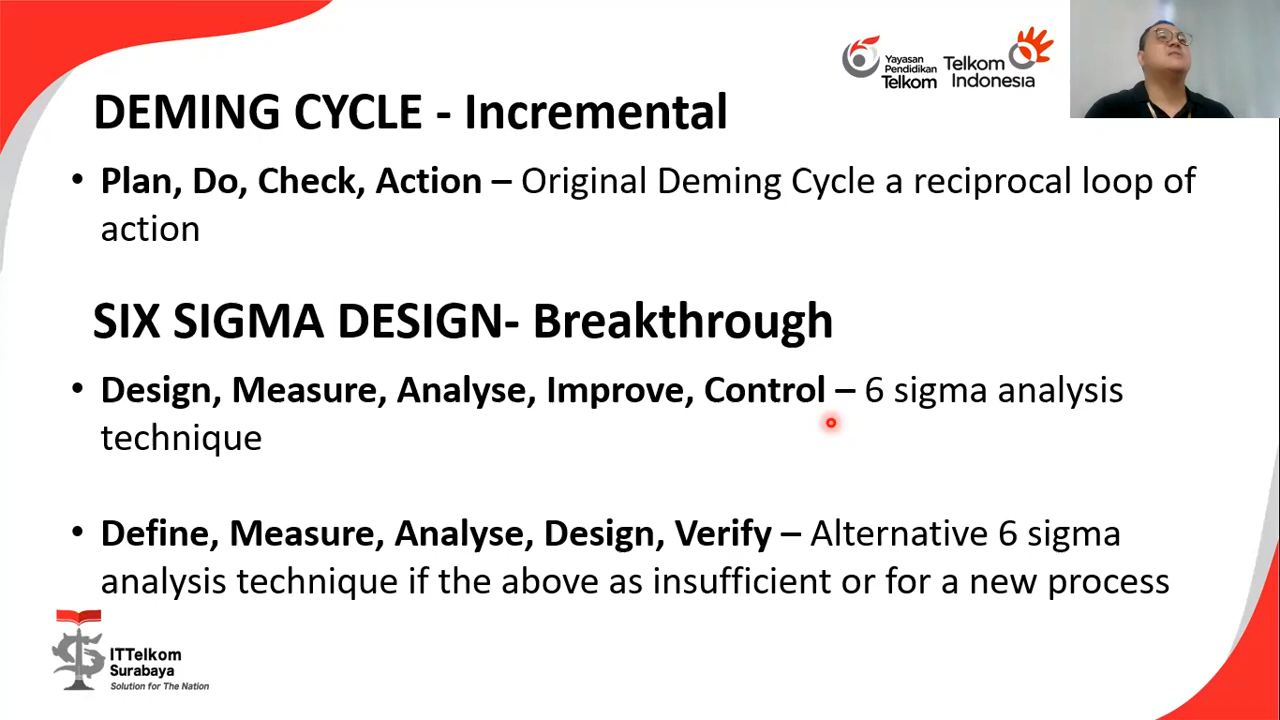 Yayasan
Pendidikan
Telkom
Telkom
Indonesia
DEMING CYCLE - Incremental
• Plan, Do, Check, Action – Original Deming Cycle a reciprocal loop of
action
SIX SIGMA DESIGN- Breakthrough
• Design, Measure, Analyse, Improve, Control – 6 sigma analysis
technique
• Define, Measure, Analyse, Design, Verify – Alternative 6 sigma
analysis technique if the above as insufficient or for a new process
ITTelkom
Surabaya
Solution for The Nation